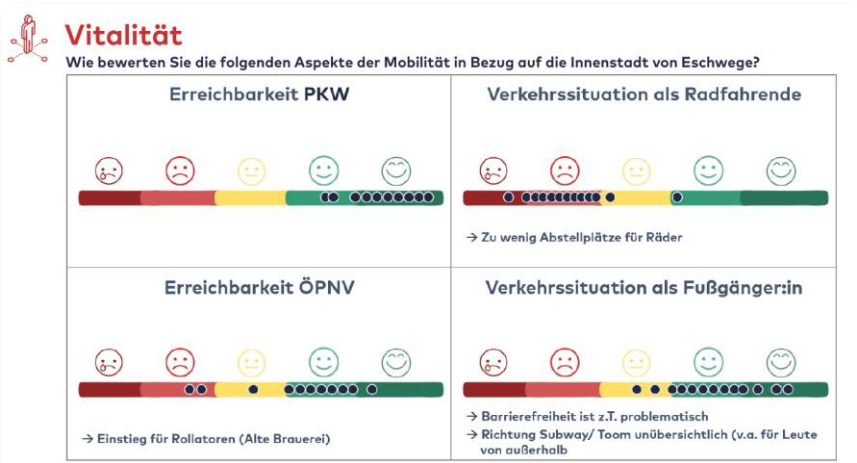 Vitalität
Wie bewerten Sie die folgenden Aspekte der Mobilität in Bezug auf die Innenstadt von Eschwege?
Erreichbarkeit PKW
Verkehrssituation als Radfahrende
→ Zu wenig Abstellplätze für Räder
Erreichbarkeit ÖPNV
Verkehrssituation als Fußgänger:in
→ Einstieg für Rollatoren (Alte Brauerei)
→ Barrierefreiheit ist z.T. problematisch
→ Richtung Subway/ Toom unübersichtlich (v.a. für Leute
von außerhalb